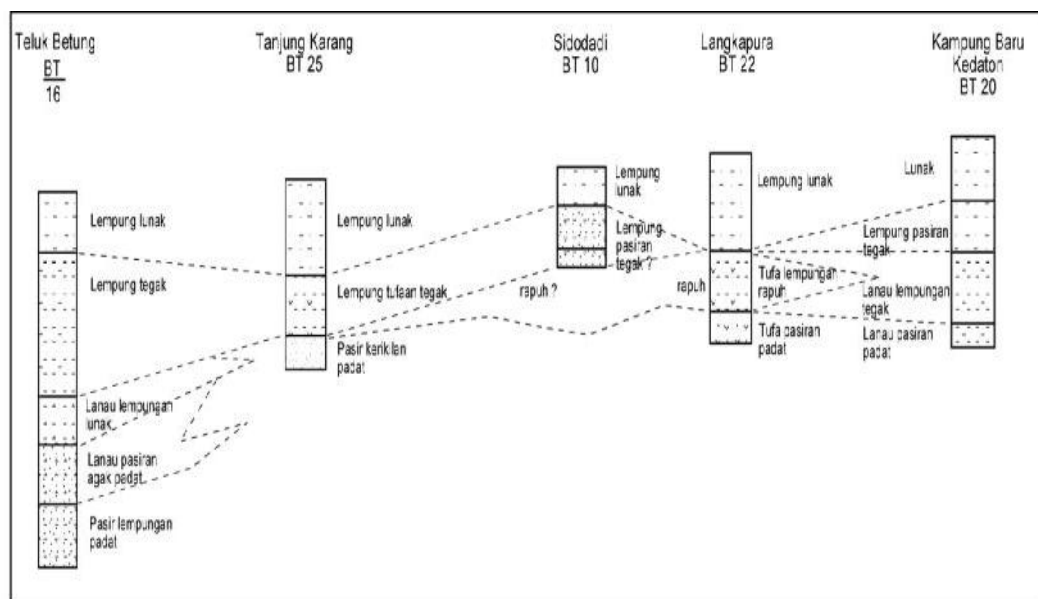 Teluk Betung
BT
16
Tanjung Karang
BT 25
Sidodadi
BT 10
Langkapura
BT 22
Kampung Baru
Kedaton
BT 20
Lempung lunak
Lempung tegak
Lanau lempungan
lunak
Lanau pasiran
agak padat
Pasir lempungan
padat
Lempung lunak
Lempung tufaan tegak
Pasir kerikilan
padat
Lempung
lunak
Lempung
pasiran
tegak ?
rapuh ?
Lempung lunak
rapuh
Tufa lempungan
rapuh
Tufa pasiran
padat
Lunak
Lempung pasiran
tegak
Lanau lempungan
tegak
Lanau pasiran
padat